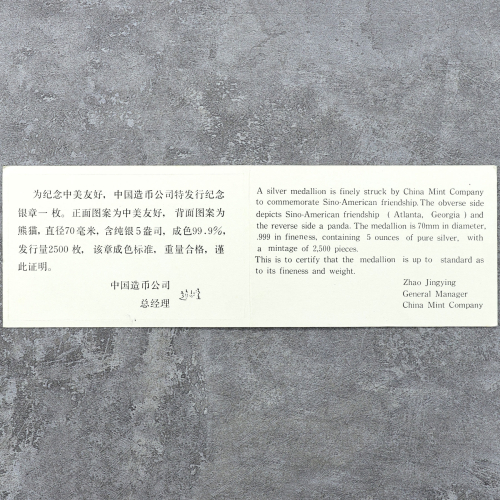 为纪念中美友好，中国造币公司特发行纪念
银章一 枚。正面图案为中美友好， 背面图案为
熊猫，直径70毫米，含纯银5盎司，成色99.9%，
发行量2500 枚， 该章成色标准，重量合格，谨
此证明。
中国造币公司
总经理
A silver medallion is finely struck by China Mint Company
to commemorate Sino-American friendship. The obverse side
depicts Sino-American friendship ( Atlanta, Georgia ) and
the reverse side a panda. The medallion is 70mm in diameter,
.999 in fineness, containing 5 ounces of pure silver, with
a mintage of 2,500 pieces.
This is to certify that the medallion is up to standard as
to its fineness and weight.
Zhao Jingying
General Manager
China Mint Company